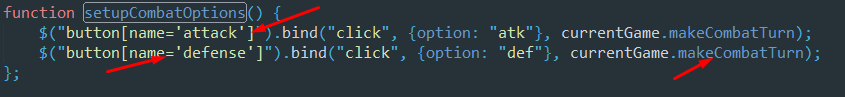 function setupCombatOptions() {
$("button[name='attack']").bind("click", {option: "atk"}, currentGame.makeCombatTurn);
$("button[name='defense']").bind("click", {option: "def"}, currentGame.makeCombatTurn);
};